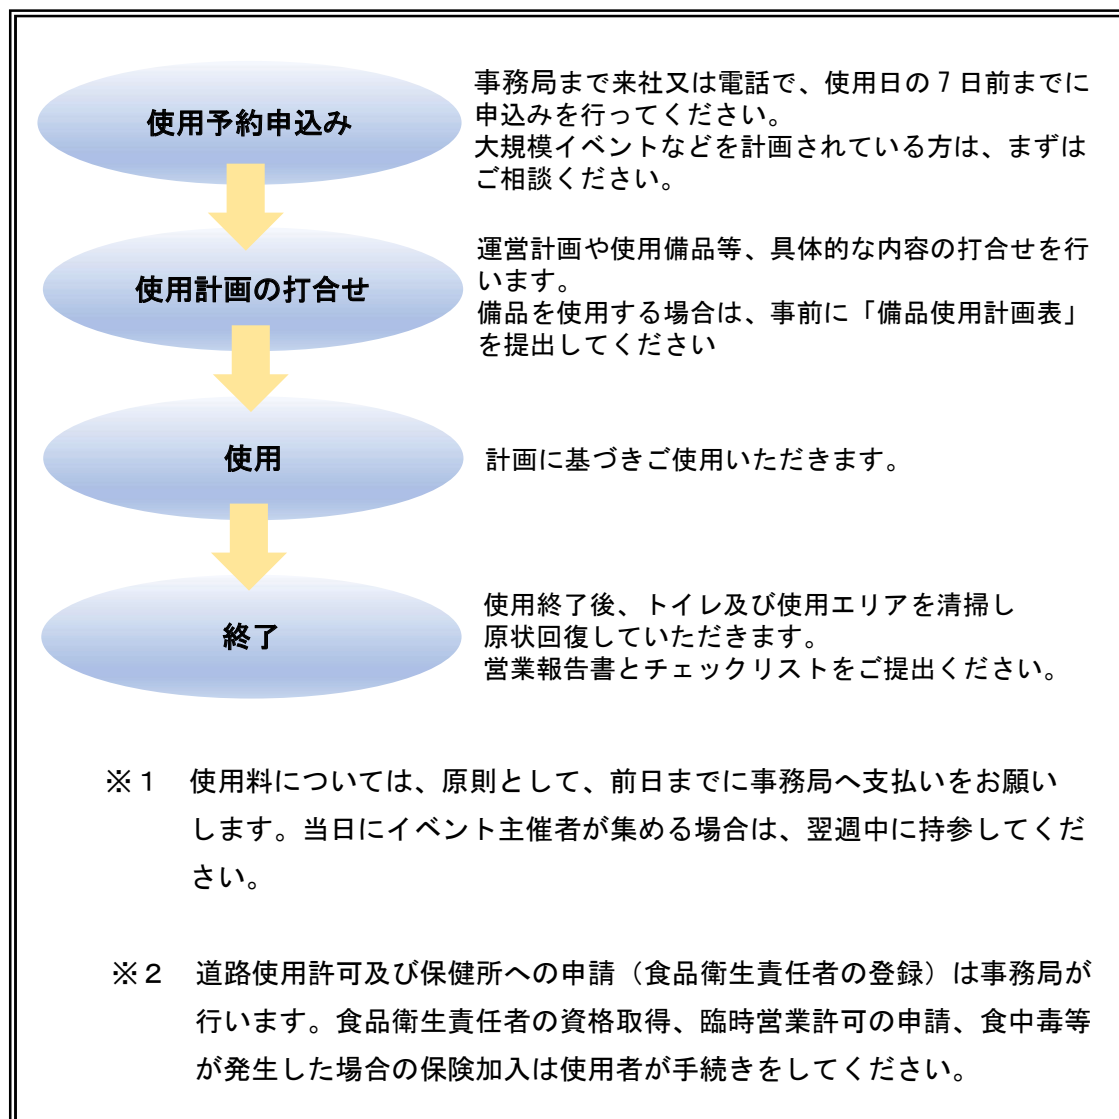 使用予約申込み
事務局まで来社又は電話で、使用日の7日前までに
申込みを行ってください。
大規模イベントなどを計画されている方は、まずは
ご相談ください。
使用計画の打合せ
運営計画や使用備品等、具体的な内容の打合せを行
います。
備品を使用する場合は、事前に「備品使用計画表」
を提出してください
使用
計画に基づきご使用いただきます。
終了
使用終了後、トイレ及び使用エリアを清掃し
原状回復していただきます。
営業報告書とチェックリストをご提出ください。
※1 使用料については、原則として、前日までに事務局へ支払いをお願い
します。当日にイベント主催者が集める場合は、翌週中に持参してくだ
さい。
※2 道路使用許可及び保健所への申請（食品衛生責任者の登録）は事務局が
行います。食品衛生責任者の資格取得、臨時営業許可の申請、食中毒等
が発生した場合の保険加入は使用者が手続きをしてください。